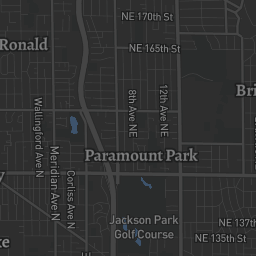 NE 170th St
Ronald
NE 165th St
Bri
Wallingford Ave N
Meridian Ave N
Corliss Ave N
8th Ave NE
12th Ave NE
Paramount Park
y
Jackson Park
Golf Course
NE 137th
NE 135th St
ke